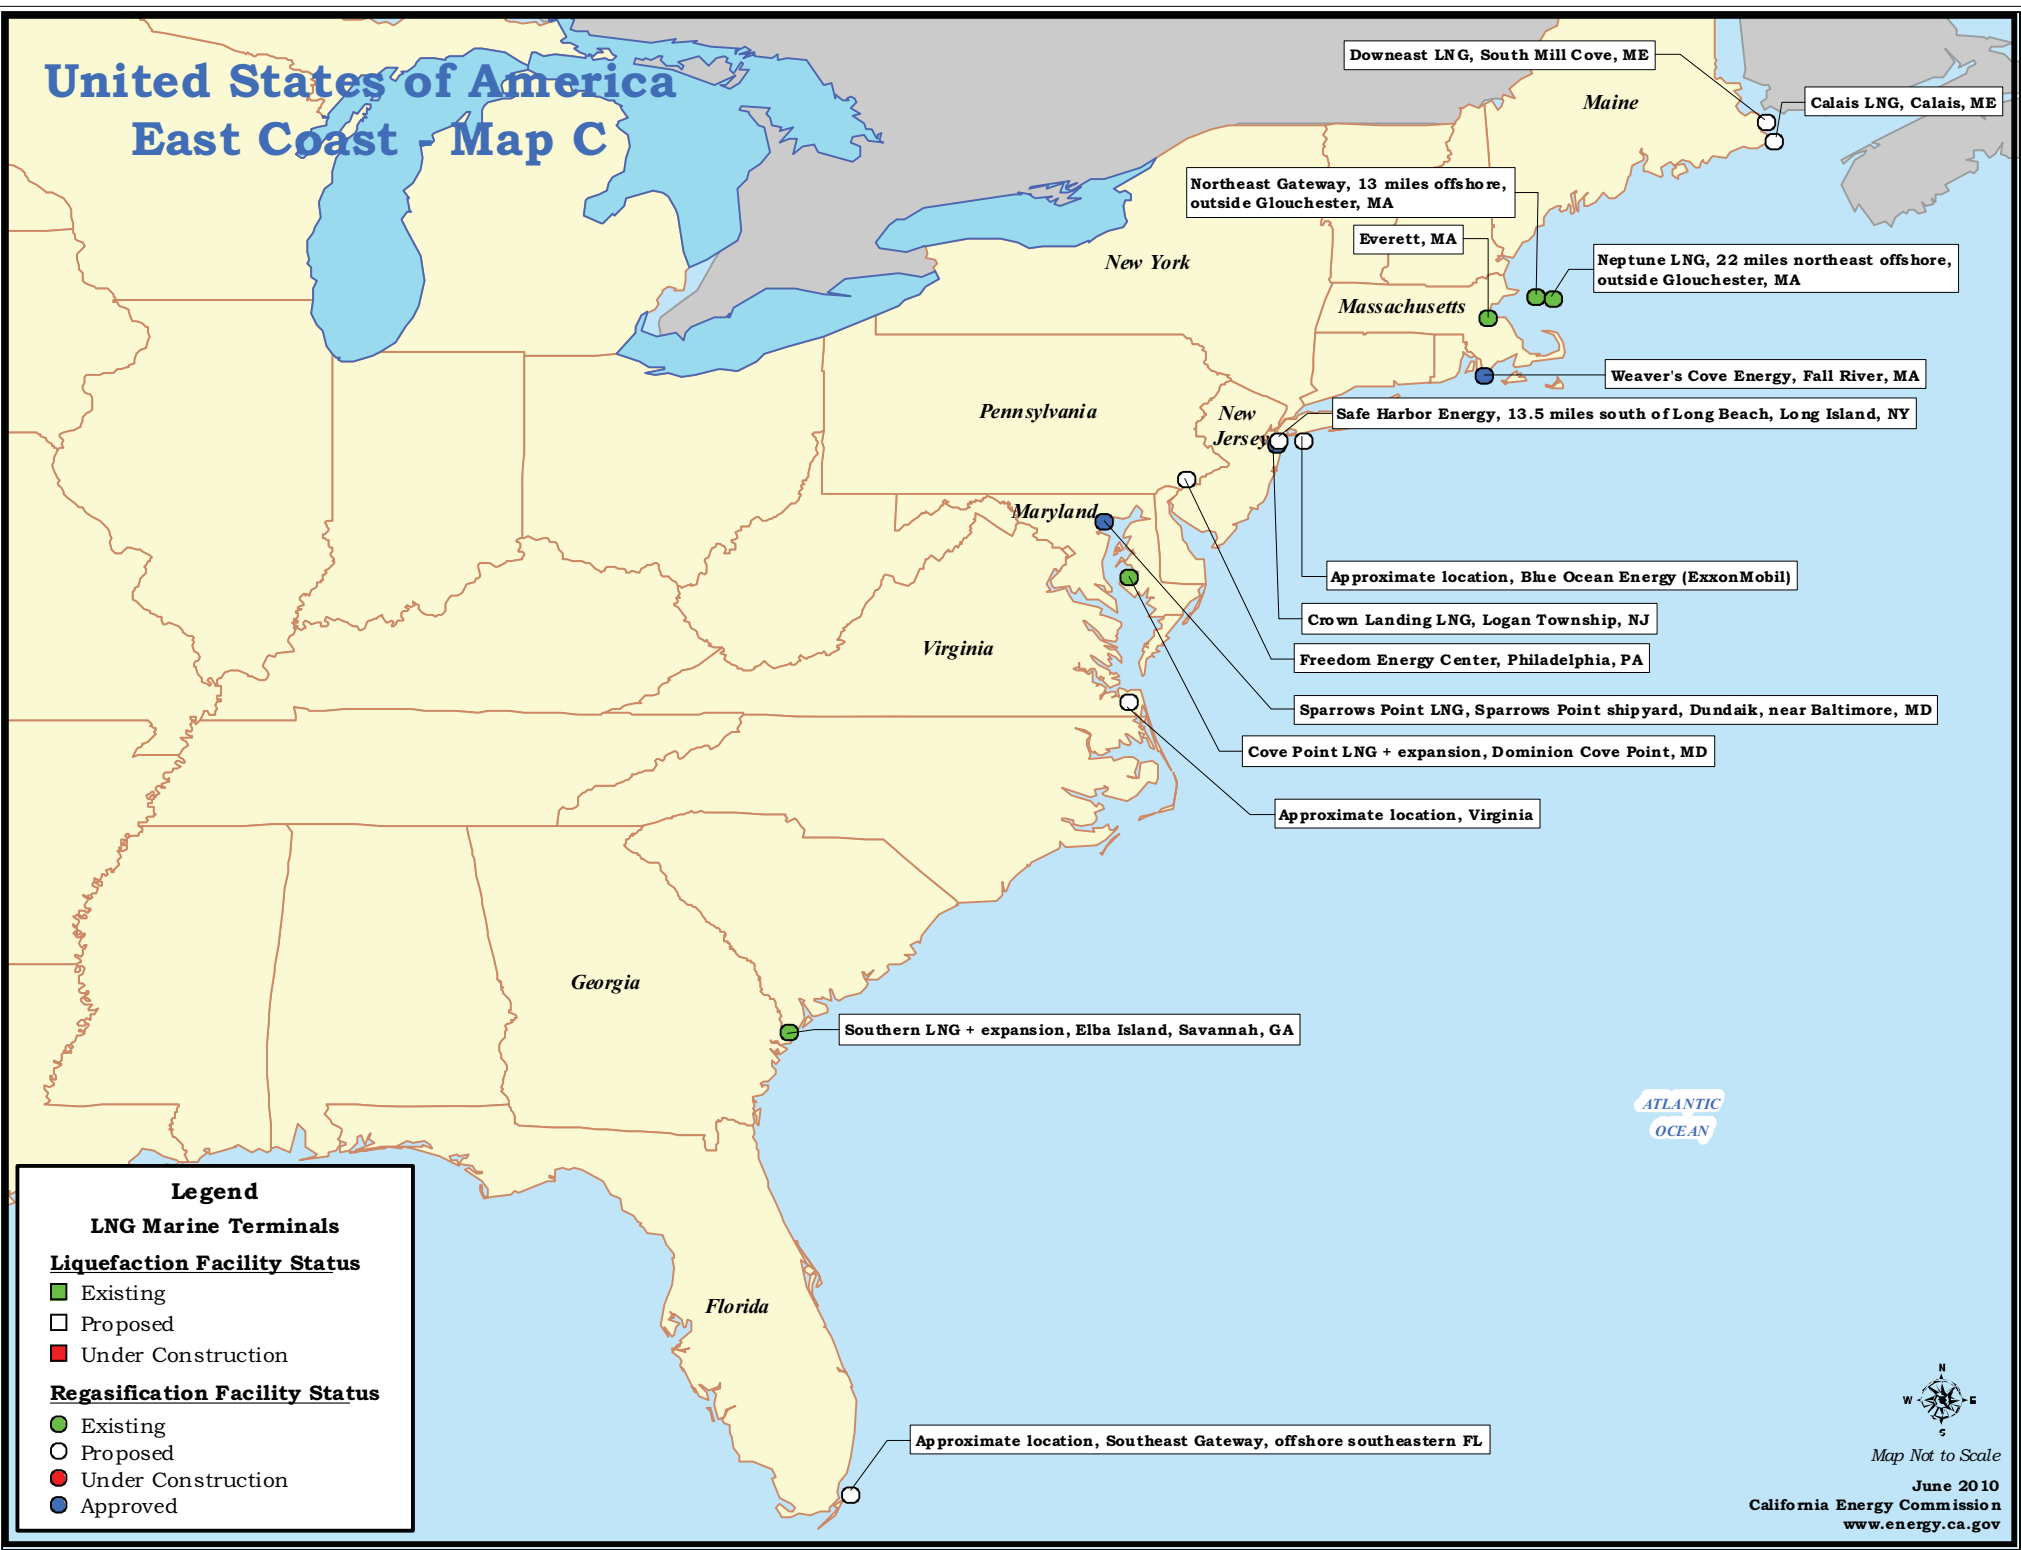 United States of America
East Coast - Map C
Downeast LNG, South Mill Cove, ME
Maine
Calais LNG, Calais, ME
Northeast Gateway, 13 miles offshore,
outside Glouchester, MA
Everett, MA
New York
Neptune LNG, 22 miles northeast offshore,
outside Glouchester, MA
Massachusetts
Weaver's Cove Energy, Fall River, MA
Pennsylvania
New
Jersey
Safe Harbor Energy, 13.5 miles south of Long Beach, Long Island, NY
Maryland
Approximate location, Blue Ocean Energy (ExxonMobil)
Crown Landing LNG, Logan Township, NJ
Virginia
Freedom Energy Center, Philadelphia, PA
Sparrows Point LNG, Sparrows Point shipyard, Dundaik, near Baltimore, MD
Cove Point LNG + expansion, Dominion Cove Point, MD
Approximate location, Virginia
Georgia
Southern LNG + expansion, Elba Island, Savannah, GA
ATLANTIC
OCEAN
Legend
LNG Marine Terminals
Liquefaction Facility Status
Existing
Proposed
Under Construction
Regasification Facility Status
Existing
Proposed
Under Construction
Approved
Florida
Approximate location, Southeast Gateway, offshore southeastern FL
N
W
E
S
Map Not to Scale
June 2010
California Energy Commission
www.energy.ca.gov